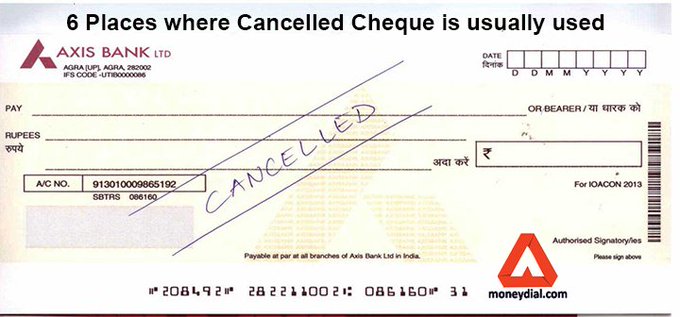 6 Places where Cancelled Cheque is usually used
AXIS BANK LTD
AGRA [UP], AGRA, 282002
IFS CODE -UTIB0000086
DATE
दिनांक
D D M M Y Y Y Y
PAY
OR BEARER / या धारक को
RUPEES
रुपये
अदा करें ₹
CANCELLED
A/C NO. 913010009865192
SBTRS 086160
For IOACON 2013
Authorised Signatory/ies
Please sign above
Payable at par at all branches of Axis Bank Ltd in India.
moneydial.com
⑈208492⑈ 282211002⑆ 086160⑈ 31